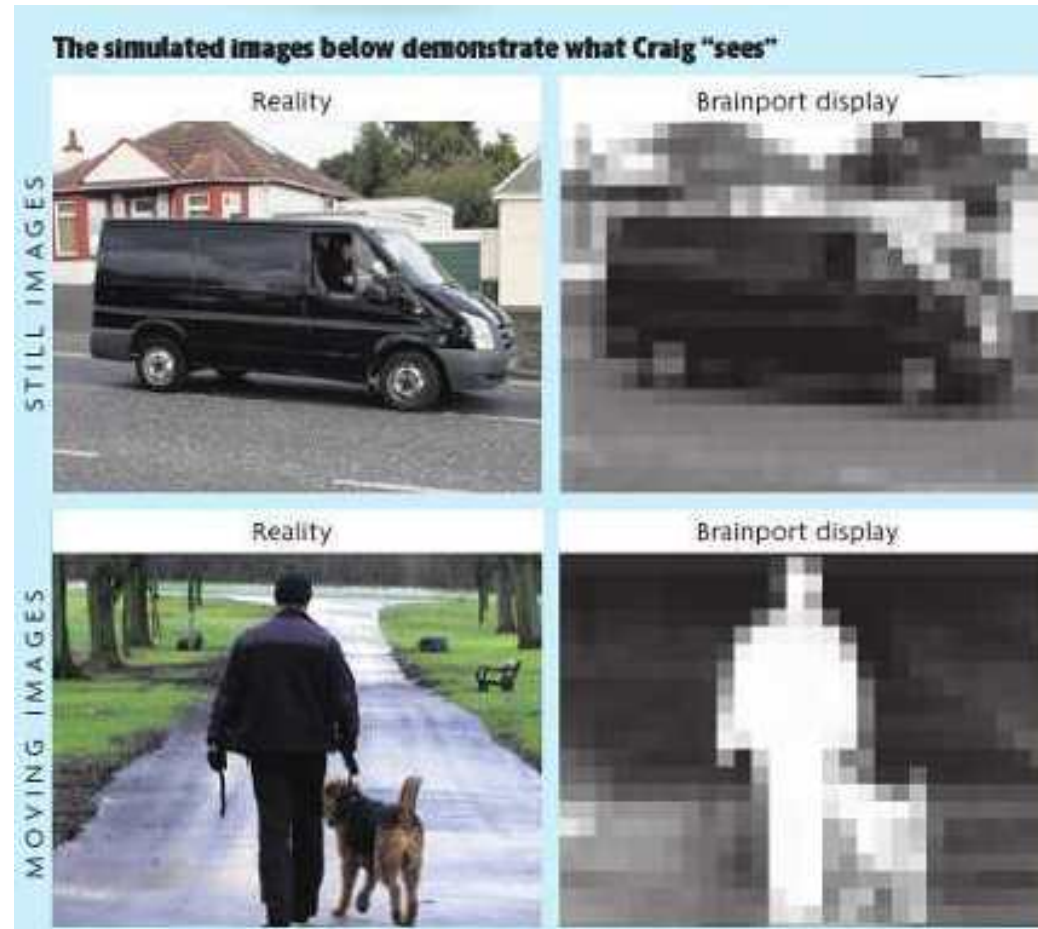 The simulated images below demonstrate what Craig "sees"
Reality
Brainport display
STILL IMAGES
Reality
Brainport display
MOVING IMAGES